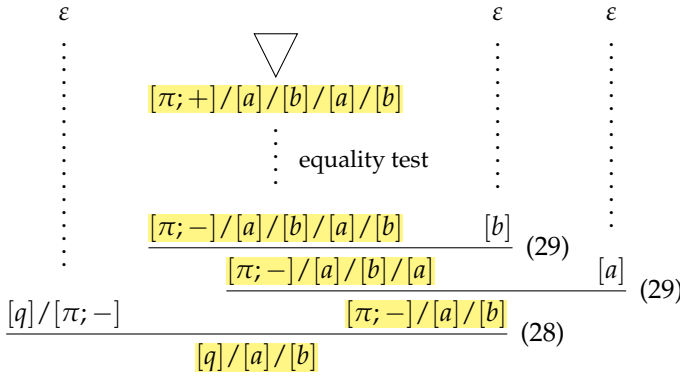 ε ε ε
[π; +]/[a]/[b]/[a]/[b]
equality test
[π; −]/[a]/[b]/[a]/[b] [b] (29)
[π; −]/[a]/[b]/[a] [a] (29)
[q]/[π; −] [π; −]/[a]/[b] (28)
[q]/[a]/[b]